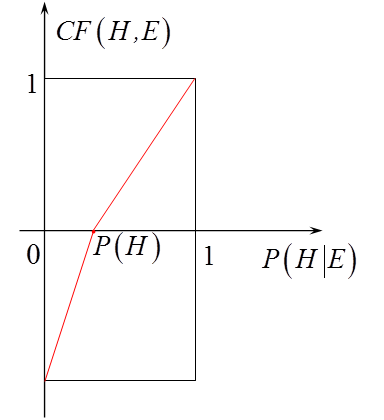 CF(H,E)
1
0
P(H)
1
P(H|E)